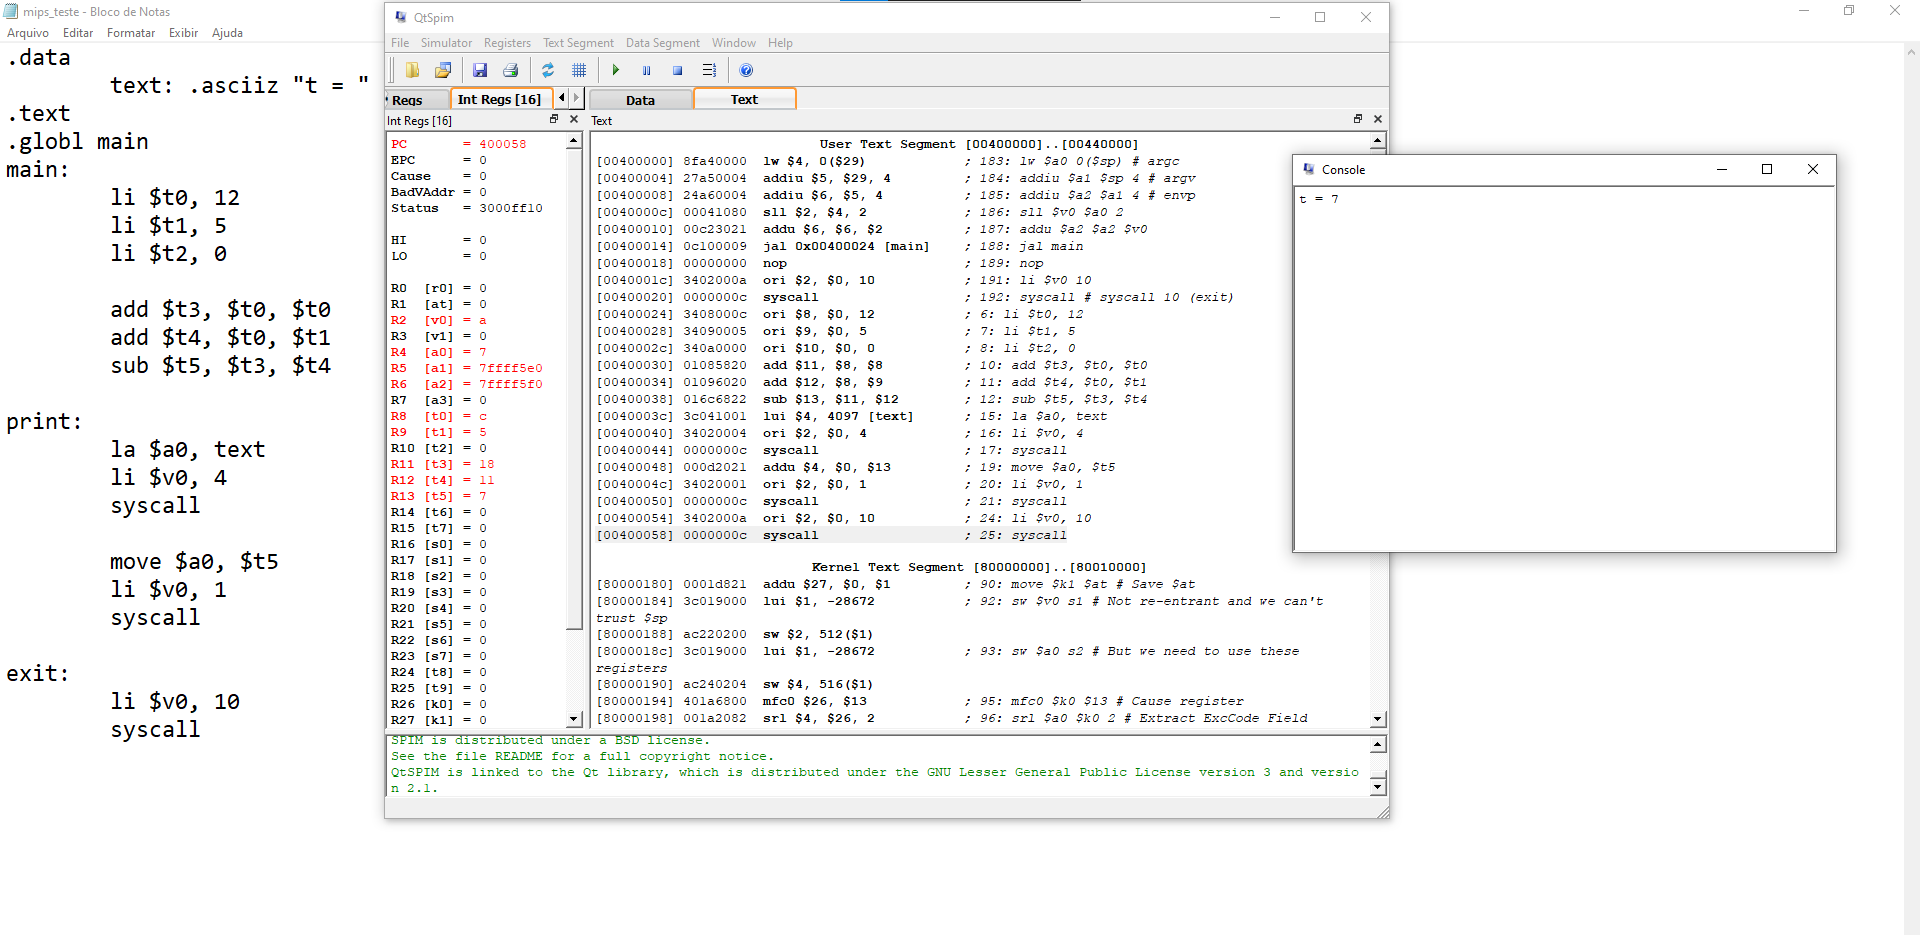 mips_teste - Bloco de Notas
Arquivo Editar Formatar Exibir Ajuda
.data
text: .asciiz "t = "
.text
.globl main
main:
li $t0, 12
li $t1, 5
li $t2, 0
add $t3, $t0, $t0
add $t4, $t0, $t1
sub $t5, $t3, $t4
print:
la $a0, text
li $v0, 4
syscall
move $a0, $t5
li $v0, 1
syscall
exit:
li $v0, 10
syscall
QtSpim
File Simulator Registers Text Segment Data Segment Window Help
Regs Int Regs [16] Data Text
Int Regs [16]
PC = 400058
EPC = 0
Cause = 0
BadVAddr = 0
Status = 3000ff10
HI = 0
LO = 0
R0 [r0] = 0
R1 [at] = 0
R2 [v0] = a
R3 [v1] = 0
R4 [a0] = 7
R5 [a1] = 7ffff5e0
R6 [a2] = 7ffff5f0
R7 [a3] = 0
R8 [t0] = c
R9 [t1] = 5
R10 [t2] = 0
R11 [t3] = 18
R12 [t4] = 11
R13 [t5] = 7
R14 [t6] = 0
R15 [t7] = 0
R16 [s0] = 0
R17 [s1] = 0
R18 [s2] = 0
R19 [s3] = 0
R20 [s4] = 0
R21 [s5] = 0
R22 [s6] = 0
R23 [s7] = 0
R24 [t8] = 0
R25 [t9] = 0
R26 [k0] = 0
R27 [k1] = 0
Text
User Text Segment [00400000]..[00440000]
[00400000] 8fa40000 lw $4, 0($29) ; 183: lw $a0 0($sp) # argc
[00400004] 27a50004 addiu $5, $29, 4 ; 184: addiu $a1 $sp 4 # argv
[00400008] 24a60004 addiu $6, $5, 4 ; 185: addiu $a2 $a1 4 # envp
[0040000c] 00041080 sll $2, $4, 2 ; 186: sll $v0 $a0 2
[00400010] 00c23021 addu $6, $6, $2 ; 187: addu $a2 $a2 $v0
[00400014] 0c100009 jal 0x00400024 [main] ; 188: jal main
[00400018] 00000000 nop ; 189: nop
[0040001c] 3402000a ori $2, $0, 10 ; 191: li $v0 10
[00400020] 0000000c syscall ; 192: syscall # syscall 10 (exit)
[00400024] 3408000c ori $8, $0, 12 ; 6: li $t0, 12
[00400028] 34090005 ori $9, $0, 5 ; 7: li $t1, 5
[0040002c] 340a0000 ori $10, $0, 0 ; 8: li $t2, 0
[00400030] 01085820 add $11, $8, $8 ; 10: add $t3, $t0, $t0
[00400034] 01096020 add $12, $8, $9 ; 11: add $t4, $t0, $t1
[00400038] 016c6822 sub $13, $11, $12 ; 12: sub $t5, $t3, $t4
[0040003c] 3c041001 lui $4, 4097 [text] ; 15: la $a0, text
[00400040] 34020004 ori $2, $0, 4 ; 16: li $v0, 4
[00400044] 0000000c syscall ; 17: syscall
[00400048] 000d2021 addu $4, $0, $13 ; 19: move $a0, $t5
[0040004c] 34020001 ori $2, $0, 1 ; 20: li $v0, 1
[00400050] 0000000c syscall ; 21: syscall
[00400054] 3402000a ori $2, $0, 10 ; 24: li $v0, 10
[00400058] 0000000c syscall ; 25: syscall
Kernel Text Segment [80000000]..[80010000]
[80000180] 0001d821 addu $27, $0, $1 ; 90: move $k1 $at # Save $at
[80000184] 3c019000 lui $1, -28672 ; 92: sw $v0 s1 # Not re-entrant and we can't
trust $sp
[80000188] ac220200 sw $2, 512($1)
[8000018c] 3c019000 lui $1, -28672 ; 93: sw $a0 s2 # But we need to use these
registers
[80000190] ac240204 sw $4, 516($1)
[80000194] 401a6800 mfc0 $26, $13 ; 95: mfc0 $k0 $13 # Cause register
[80000198] 001a2082 srl $4, $26, 2 ; 96: srl $a0 $k0 2 # Extract ExcCode Field
SPIM is distributed under a BSD license.
See the file README for a full copyright notice.
QtSPIM is linked to the Qt library, which is distributed under the GNU Lesser General Public License version 3 and versio
n 2.1.
Console
t = 7